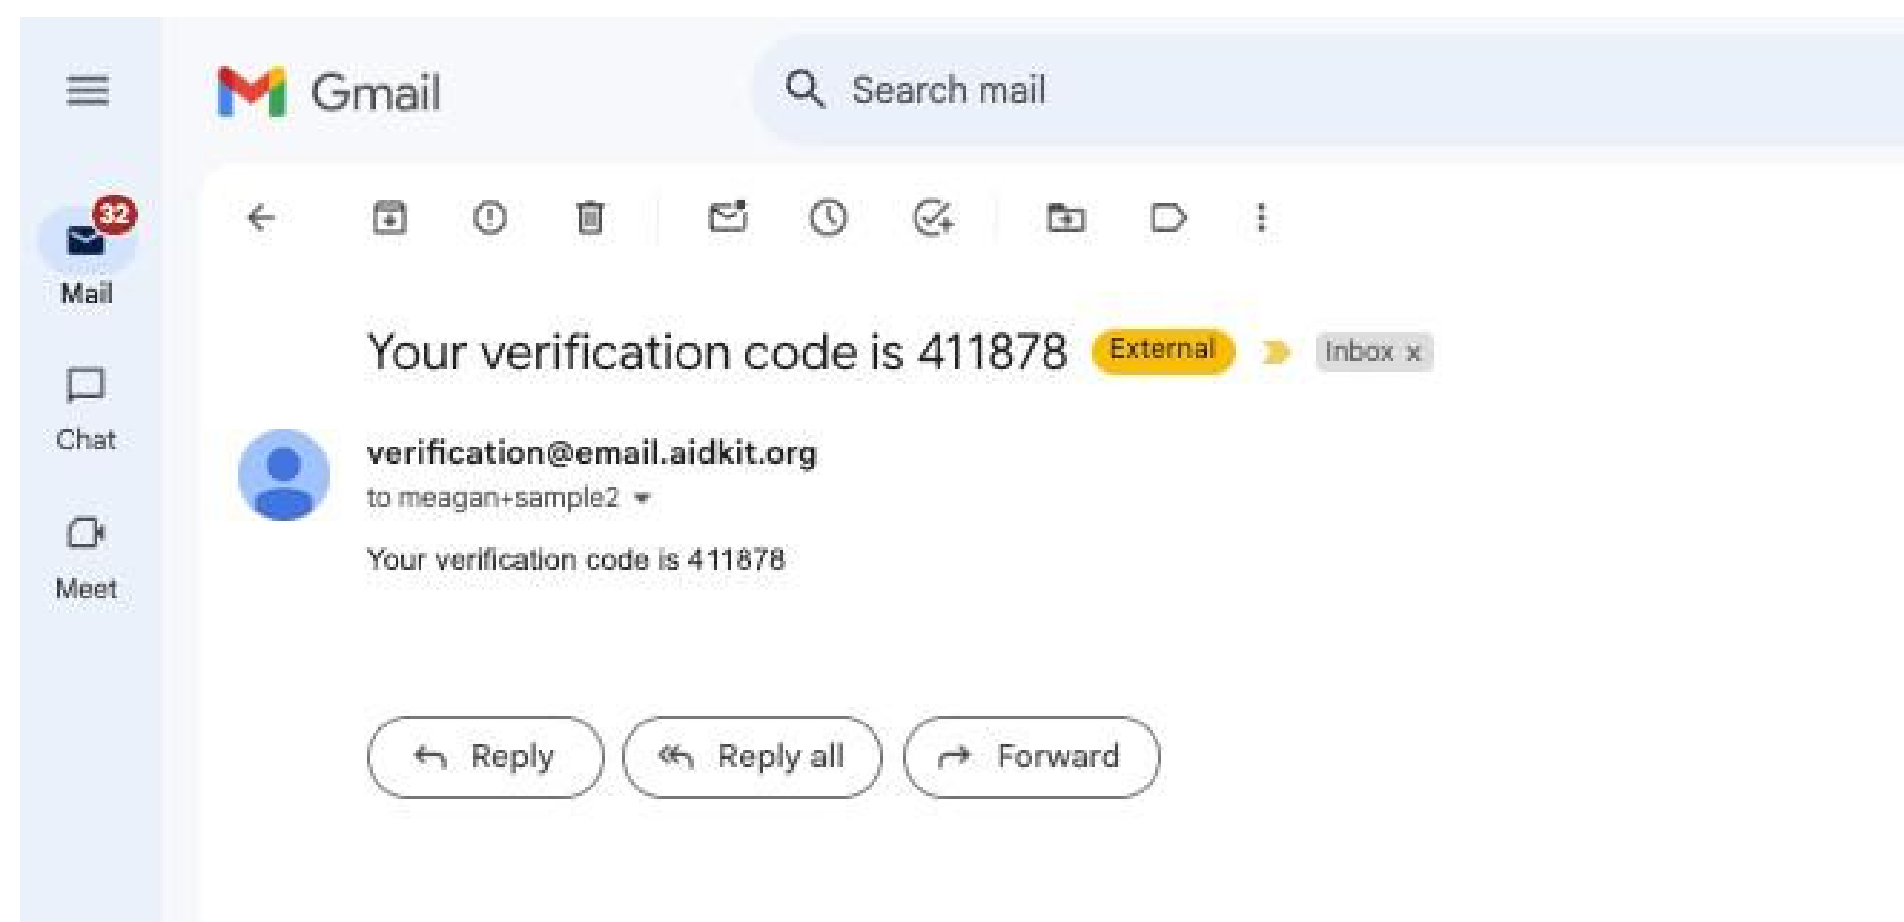 Gmail
Search mail
32
Mail
Chat
Meet
Your verification code is 411878 External Inbox x
verification@email.aidkit.org
to meagan+sample2
Your verification code is 411878
Reply Reply all Forward